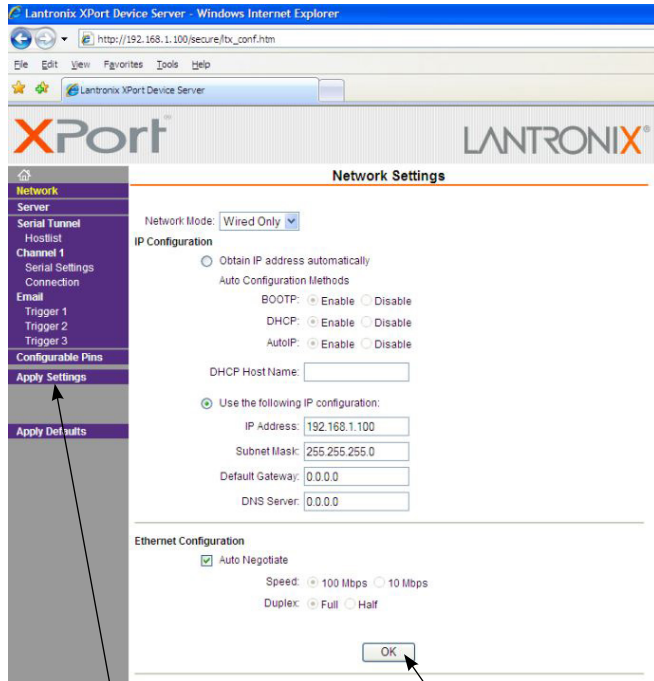 Lantronix XPort Device Server - Windows Internet Explorer
http://192.168.1.100/secure/ltx_conf.htm
File Edit View Favorites Tools Help
Lantronix XPort Device Server
XPort®
LANTRONIX®
Network Settings
Network
Server
Serial Tunnel
Hostlist
Channel 1
Serial Settings
Connection
Email
Trigger 1
Trigger 2
Trigger 3
Configurable Pins
Apply Settings
Apply Defaults
Network Mode: Wired Only
IP Configuration
Obtain IP address automatically
Auto Configuration Methods
BOOTP: Enable Disable
DHCP: Enable Disable
AutoIP: Enable Disable
DHCP Host Name:
Use the following IP configuration:
IP Address: 192.168.1.100
Subnet Mask: 255.255.255.0
Default Gateway: 0.0.0.0
DNS Server: 0.0.0.0
Ethernet Configuration
Auto Negotiate
Speed: 100 Mbps 10 Mbps
Duplex: Full Half
OK